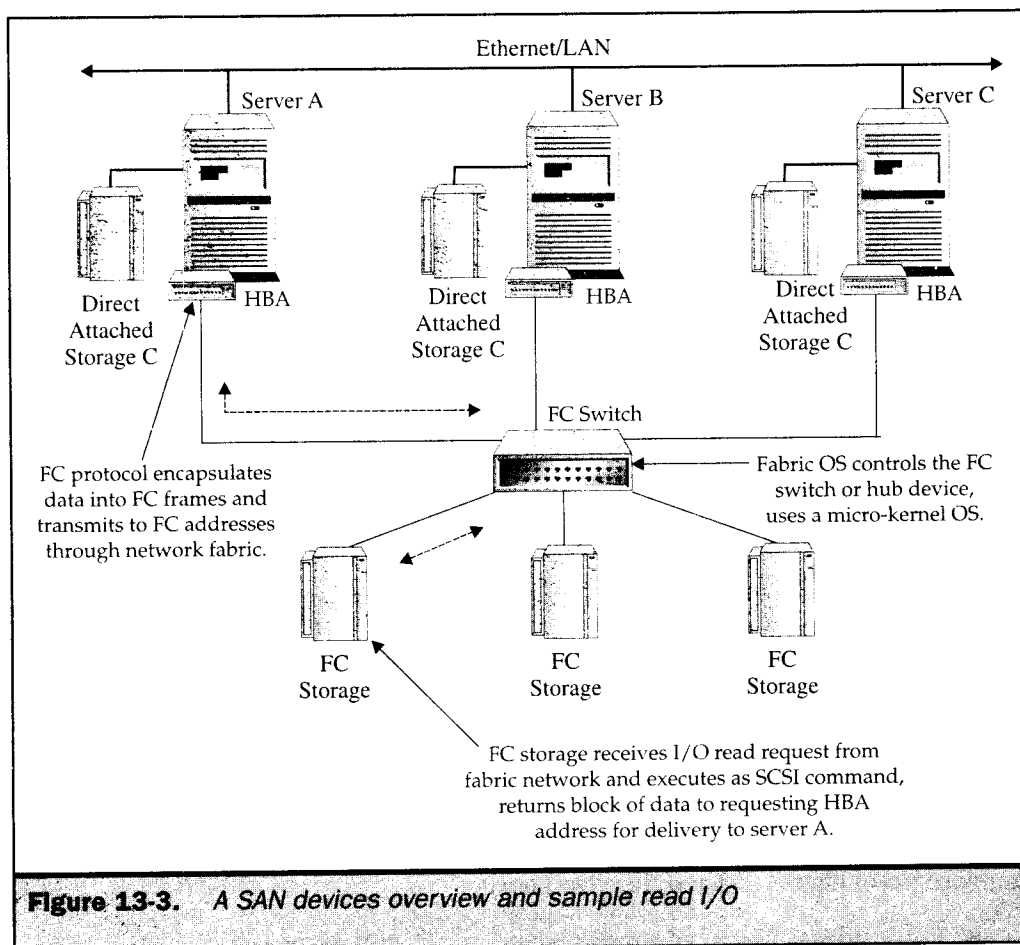 Ethernet/LAN
Server A
Server B
Server C
Direct
Attached
Storage C
HBA
Direct
Attached
Storage C
HBA
Direct
Attached
Storage C
HBA
FC Switch
FC protocol encapsulates
data into FC frames and
transmits to FC addresses
through network fabric.
Fabric OS controls the FC
switch or hub device,
uses a micro-kernel OS.
FC
Storage
FC
Storage
FC
Storage
FC storage receives I/O read request from
fabric network and executes as SCSI command,
returns block of data to requesting HBA
address for delivery to server A.
Figure 13-3. A SAN devices overview and sample read I/O